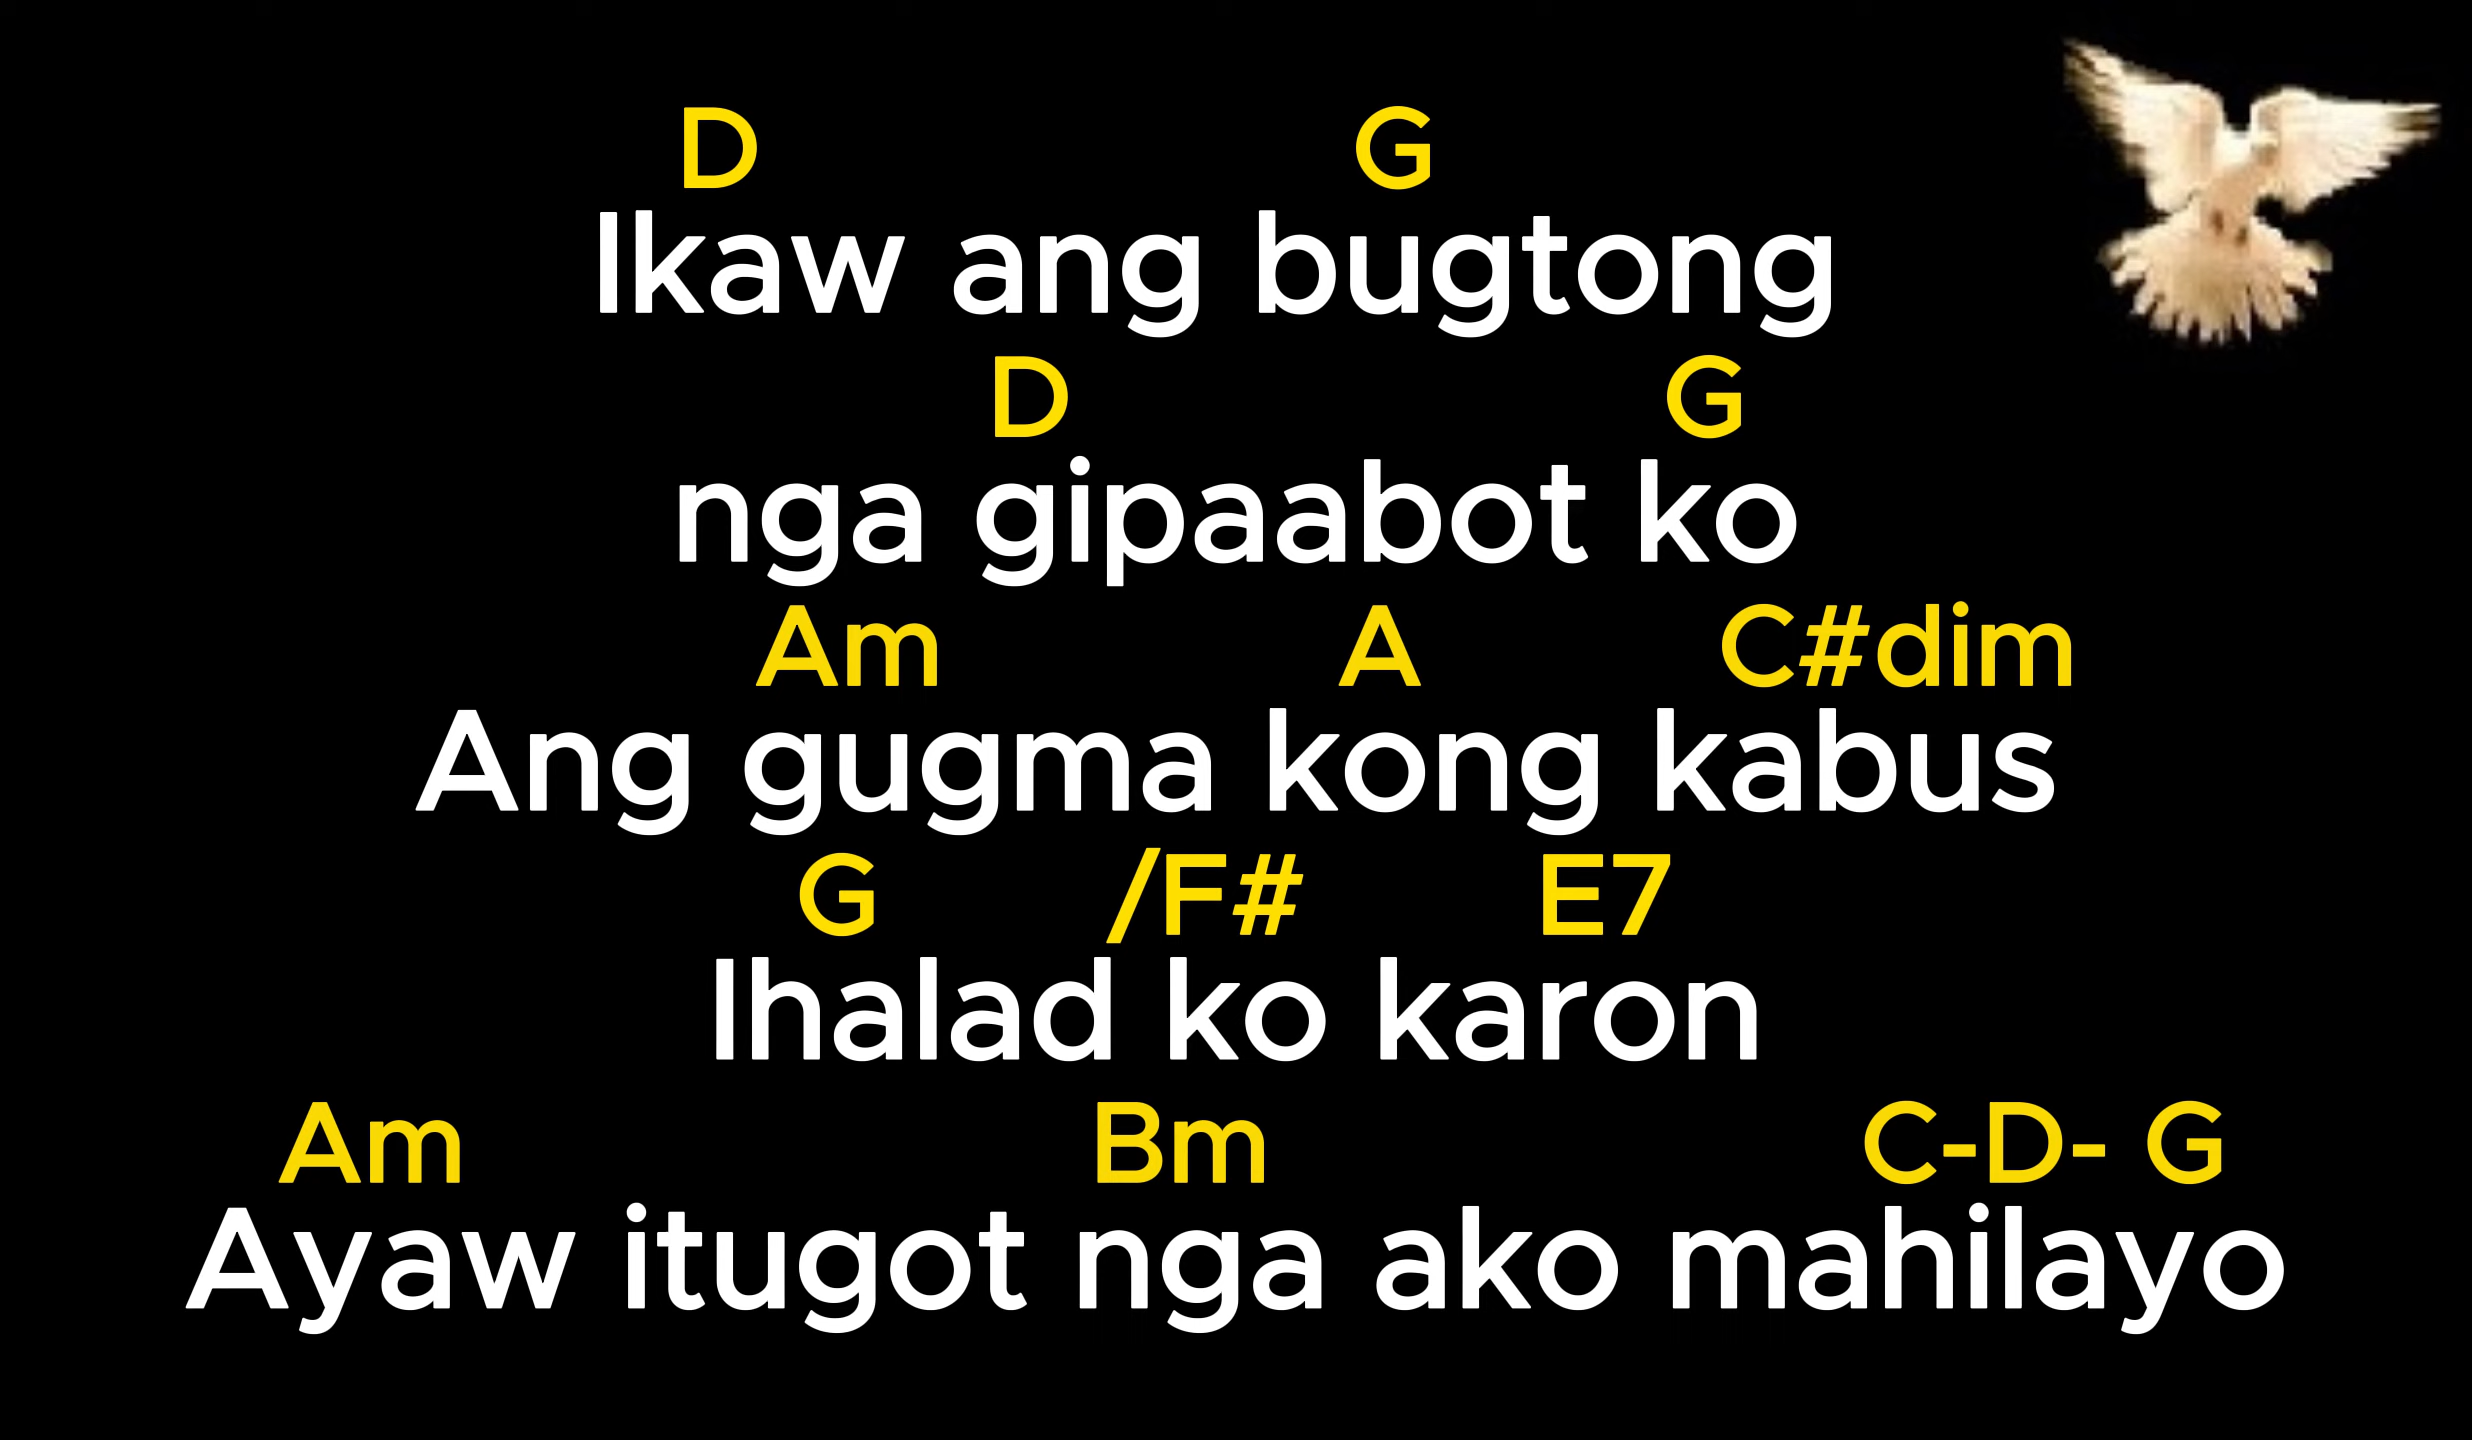 D G
Ikaw ang bugtong
D G
nga gipaabot ko
Am A C#dim
Ang gugma kong kabus
G /F# E7
Ihalad ko karon
Am Bm C-D- G
Ayaw itugot nga ako mahilayo